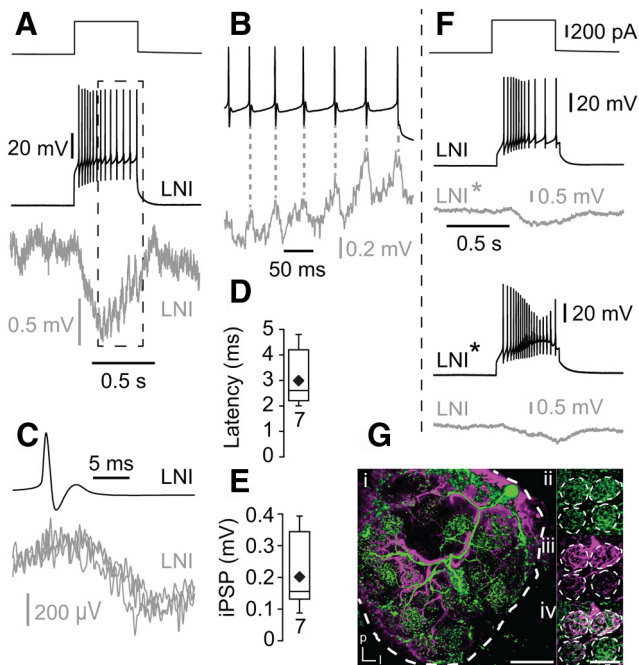 A
20 mV
LNI
0.5 mV
LNI
0.5 s
B
50 ms
0.2 mV
C
5 ms
LNI
LNI
200 µV
D
Latency (ms)
5
4
3
2
1
0
7
E
iPSP (mV)
0.4
0.3
0.2
0.1
0
7
F
200 pA
20 mV
LNI
LNI*
0.5 mV
0.5 s
20 mV
LNI*
LNI
0.5 mV
G
i
ii
iii
iv
p
l